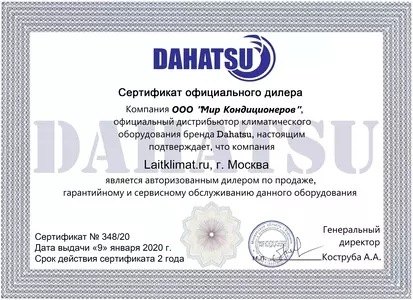 DAHATSU
Сертификат официального дилера
Компания ООО "Мир Кондиционеров",
официальный дистрибьютор климатического
оборудования бренда Dahatsu, настоящим
подтверждает, что компания
Laitklimat.ru, г. Москва
является авторизованным дилером по продаже,
гарантийному и сервисному обслуживанию данного оборудования
Сертификат № 348/20
Дата выдачи «9» января 2020 г.
Срок действия сертификата 2 года
Генеральный
директор
Коструба А.А.
DAHATSU